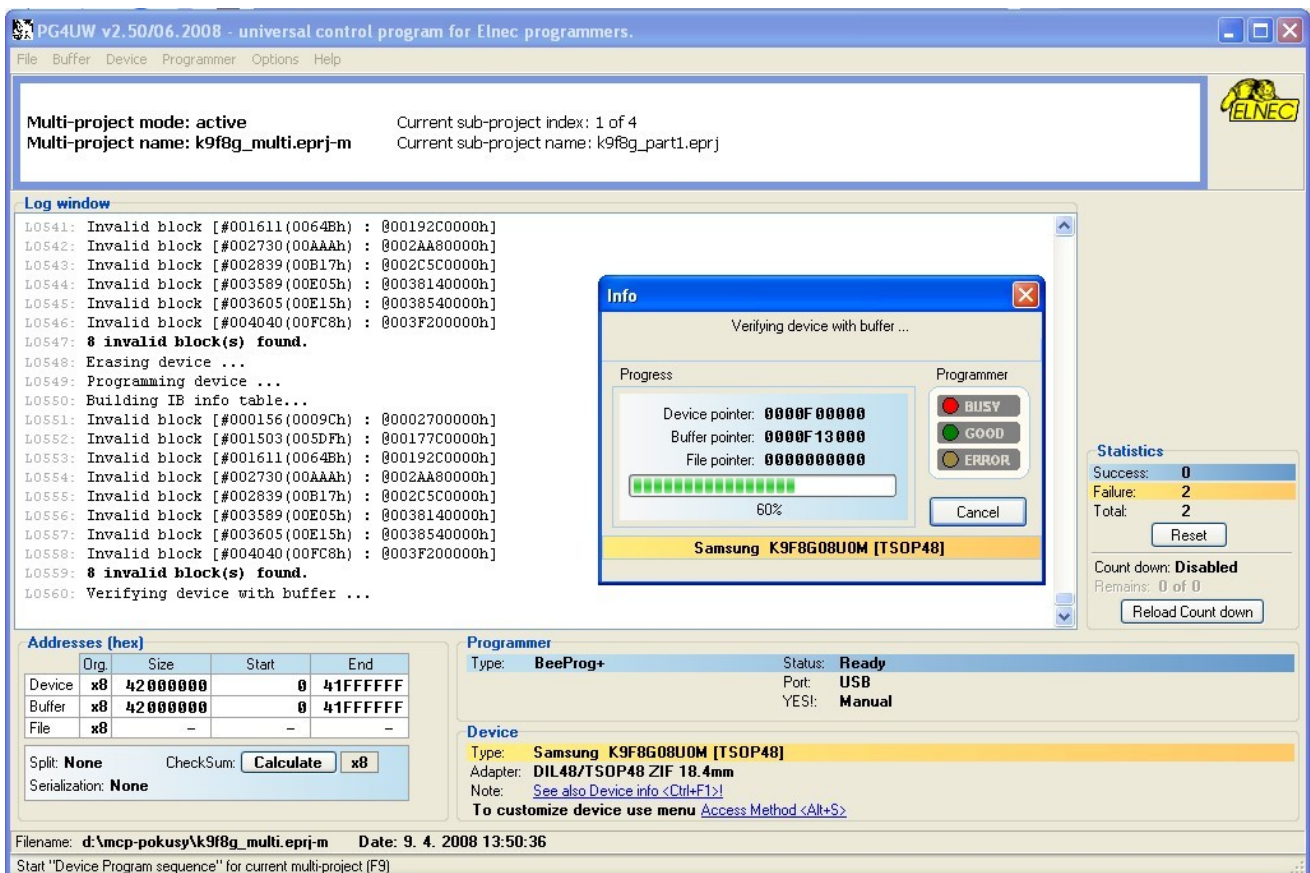 PG4UW v2.50/06.2008 - universal control program for Elnec programmers.
File Buffer Device Programmer Options Help
Multi-project mode: active
Current sub-project index: 1 of 4
Multi-project name: k9f8g_multi.eprj-m
Current sub-project name: k9f8g_part1.eprj
ELNEC
Log window
L0541: Invalid block [#001611(0064Bh) : @00192C0000h]
L0542: Invalid block [#002730(00AAAh) : @002AA80000h]
L0543: Invalid block [#002839(00B17h) : @002C5C0000h]
L0544: Invalid block [#003589(00E05h) : @0038140000h]
L0545: Invalid block [#003605(00E15h) : @0038540000h]
L0546: Invalid block [#004040(00FC8h) : @003F200000h]
L0547: 8 invalid block(s) found.
L0548: Erasing device ...
L0549: Programming device ...
L0550: Building IB info table...
L0551: Invalid block [#000156(0009Ch) : @0002700000h]
L0552: Invalid block [#001503(005DFh) : @00177C0000h]
L0553: Invalid block [#001611(0064Bh) : @00192C0000h]
L0554: Invalid block [#002730(00AAAh) : @002AA80000h]
L0555: Invalid block [#002839(00B17h) : @002C5C0000h]
L0556: Invalid block [#003589(00E05h) : @0038140000h]
L0557: Invalid block [#003605(00E15h) : @0038540000h]
L0558: Invalid block [#004040(00FC8h) : @003F200000h]
L0559: 8 invalid block(s) found.
L0560: Verifying device with buffer ...
Info
Verifying device with buffer ...
Progress
Device pointer: 0000F00000
Buffer pointer: 0000F13000
File pointer: 0000000000
60%
Programmer
BUSY
GOOD
ERROR
Cancel
Samsung K9F8G08U0M [TSOP48]
Statistics
Success: 0
Failure: 2
Total: 2
Reset
Count down: Disabled
Remains: 0 of 0
Reload Count down
Addresses (hex)
Org. Size Start End
Device x8 42000000 0 41FFFFFF
Buffer x8 42000000 0 41FFFFFF
File x8 – – –
Split: None CheckSum: Calculate x8
Serialization: None
Programmer
Type: BeeProg+ Status: Ready
Port: USB
YES!: Manual
Device
Type: Samsung K9F8G08U0M [TSOP48]
Adapter: DIL48/TSOP48 ZIF 18.4mm
Note: See also Device info <Ctrl+F1>!
To customize device use menu Access Method <Alt+S>
Filename: d:\mcp-pokusy\k9f8g_multi.eprj-m Date: 9. 4. 2008 13:50:36
Start "Device Program sequence" for current multi-project (F9)